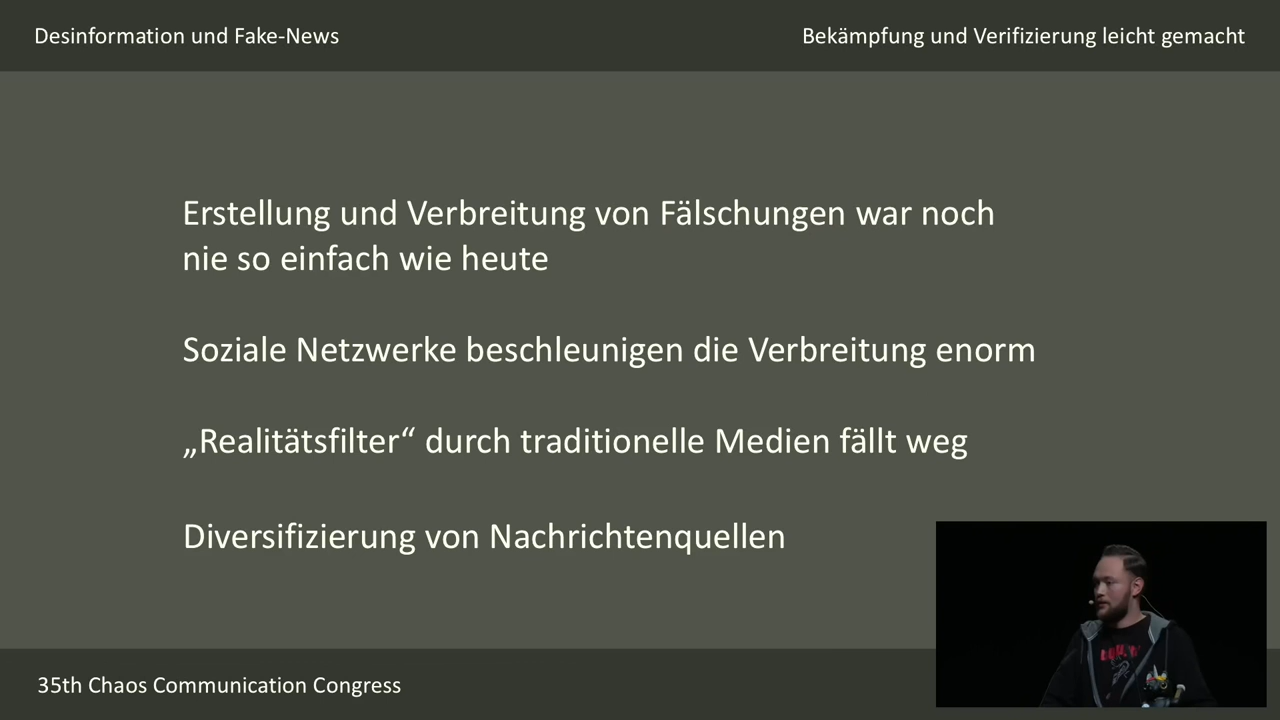 Desinformation und Fake-News
Bekämpfung und Verifizierung leicht gemacht
Erstellung und Verbreitung von Fälschungen war noch
nie so einfach wie heute
Soziale Netzwerke beschleunigen die Verbreitung enorm
„Realitätsfilter“ durch traditionelle Medien fällt weg
Diversifizierung von Nachrichtenquellen
35th Chaos Communication Congress